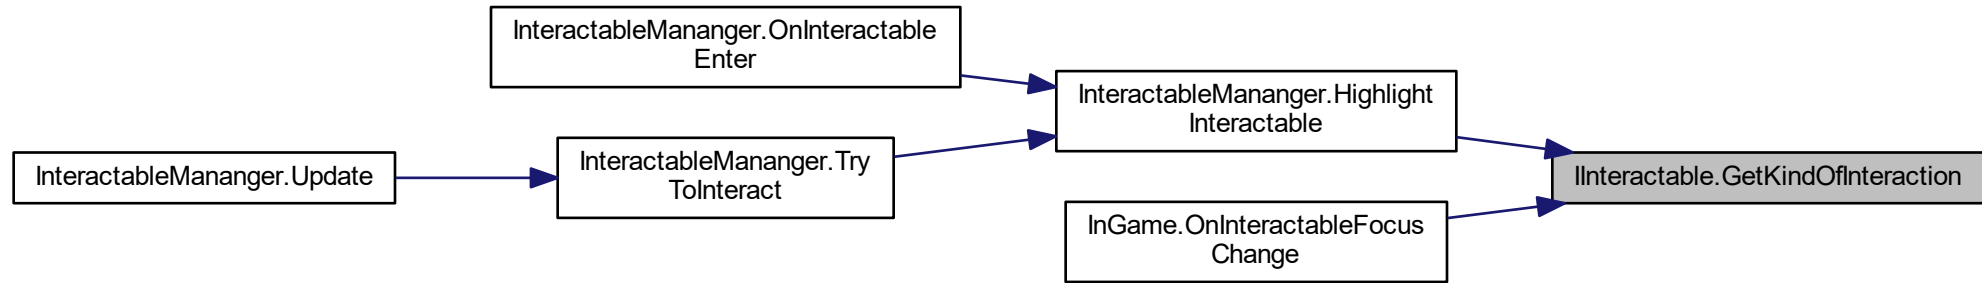 InteractableMananger.OnInteractable
Enter
InteractableMananger.Highlight
Interactable
InteractableMananger.Try
ToInteract
InteractableMananger.Update
IInteractable.GetKindOfInteraction
InGame.OnInteractableFocus
Change